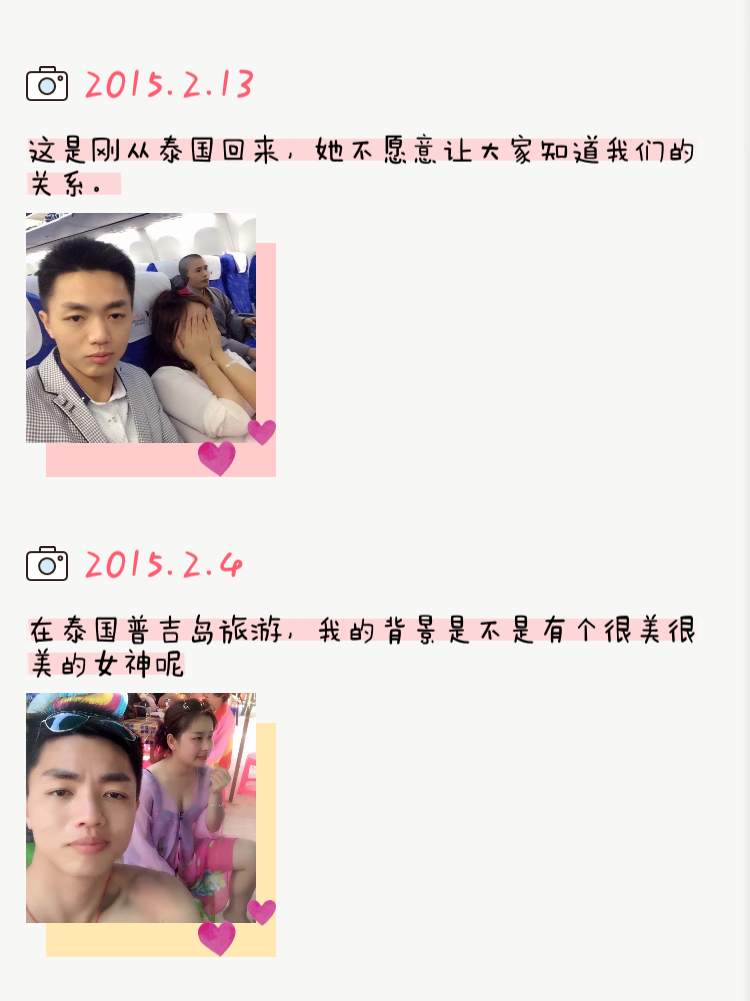 2015.2.13
这是刚从泰国回来，她不愿意让大家知道我们的
关系。
2015.2.4
在泰国普吉岛旅游，我的背景是不是有个很美很
美的女神呢